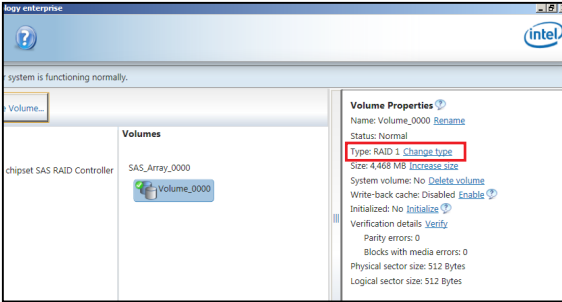 ology enterprise
?
intel
r system is functioning normally.
e Volume...
Volumes
chipset SAS RAID Controller
SAS_Array_0000
Volume_0000
Volume Properties ?
Name: Volume_0000 Rename
Status: Normal
Type: RAID 1 Change type
Size: 4,468 MB Increase size
System volume: No Delete volume
Write-back cache: Disabled Enable ?
Initialized: No Initialize ?
Verification details Verify
Parity errors: 0
Blocks with media errors: 0
Physical sector size: 512 Bytes
Logical sector size: 512 Bytes